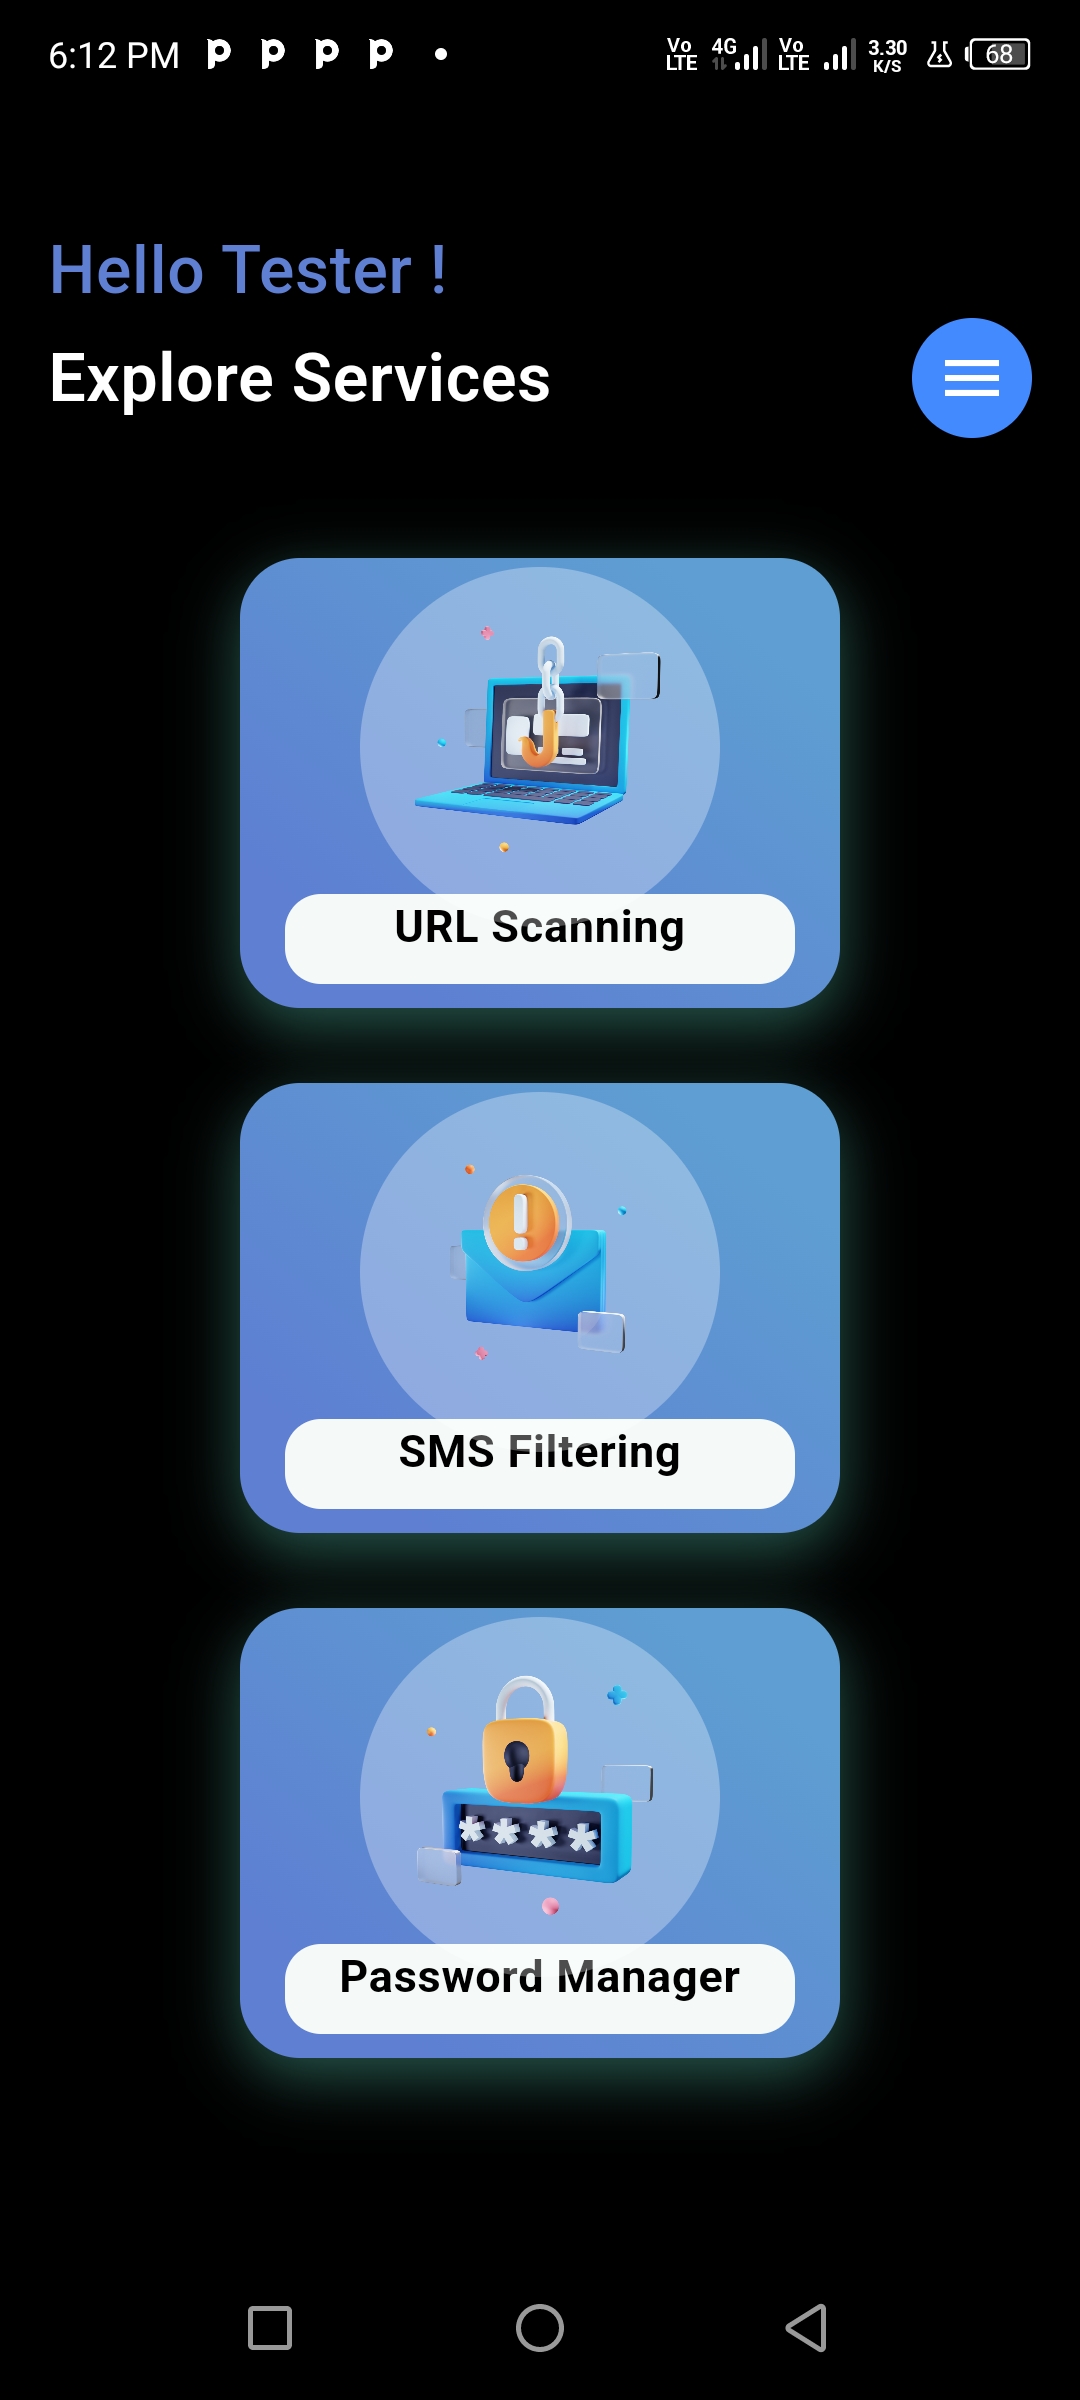 6:12 PM
Vo LTE 4G Vo LTE 3.30 K/S 68
Hello Tester !
Explore Services
URL Scanning
SMS Filtering
****
Password Manager